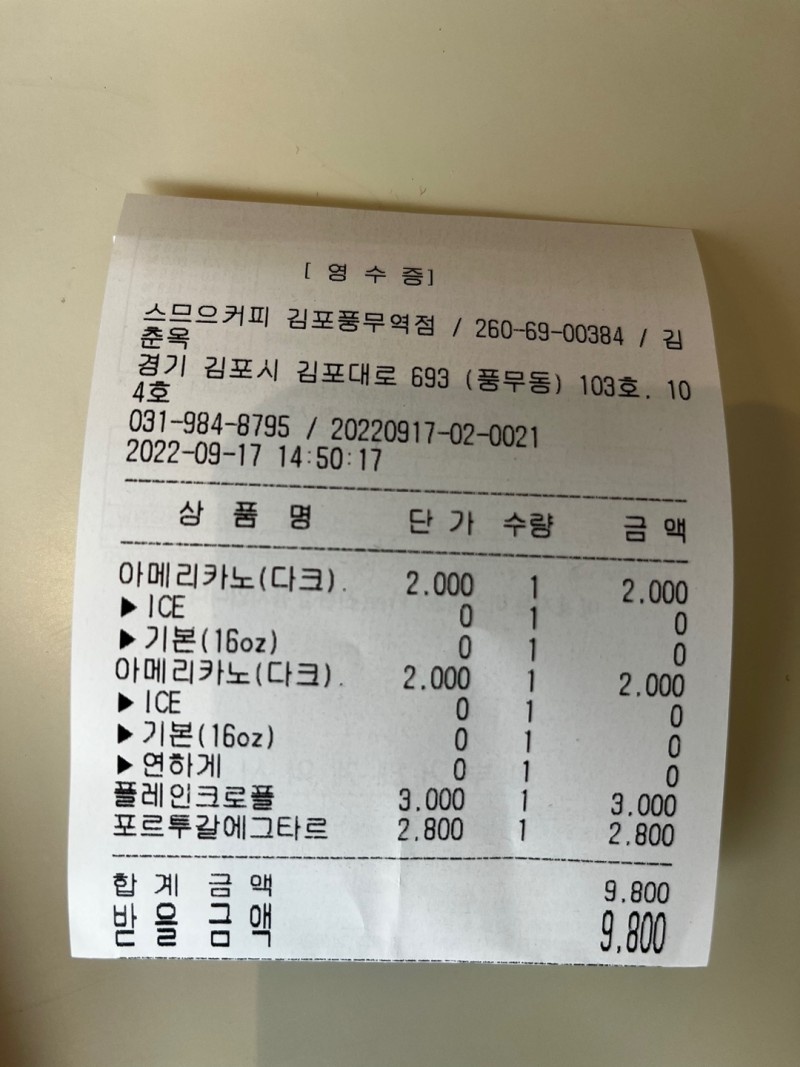 [ 영 수 증]
스므으커피 김포풍무역점 / 260-69-00384 / 김
춘옥
경기 김포시 김포대로 693 (풍무동) 103호. 10
4호
031-984-8795 / 20220917-02-0021
2022-09-17 14:50:17
상 품 명 단 가 수량 금 액
아메리카노(다크). 2.000 1 2.000
▶ICE 0 1 0
▶기본(16oz) 0 1 0
아메리카노(다크). 2.000 1 2.000
▶ICE 0 1 0
▶기본(16oz) 0 1 0
▶연하게 0 1 0
플레인크로플 3.000 1 3.000
포르투갈에그타르 2.800 1 2.800
합 계 금 액 9.800
받 을 금 액 9,800